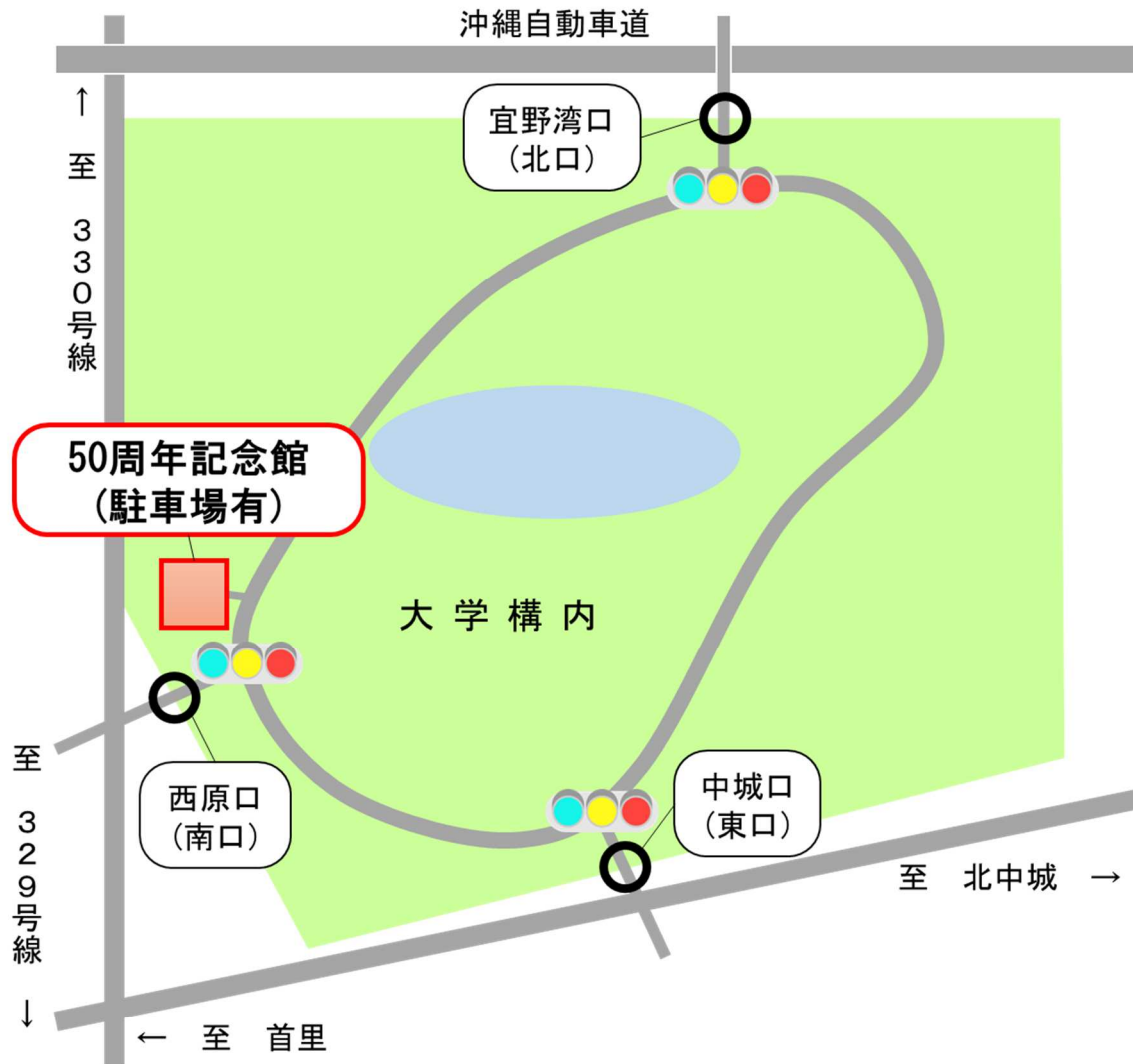 沖縄自動車道
宜野湾口
(北口)
↑ 至 330号線
50周年記念館
(駐車場有)
大学構内
西原口
(南口)
中城口
(東口)
至 329号線 ↓
至 北中城 →
← 至 首里